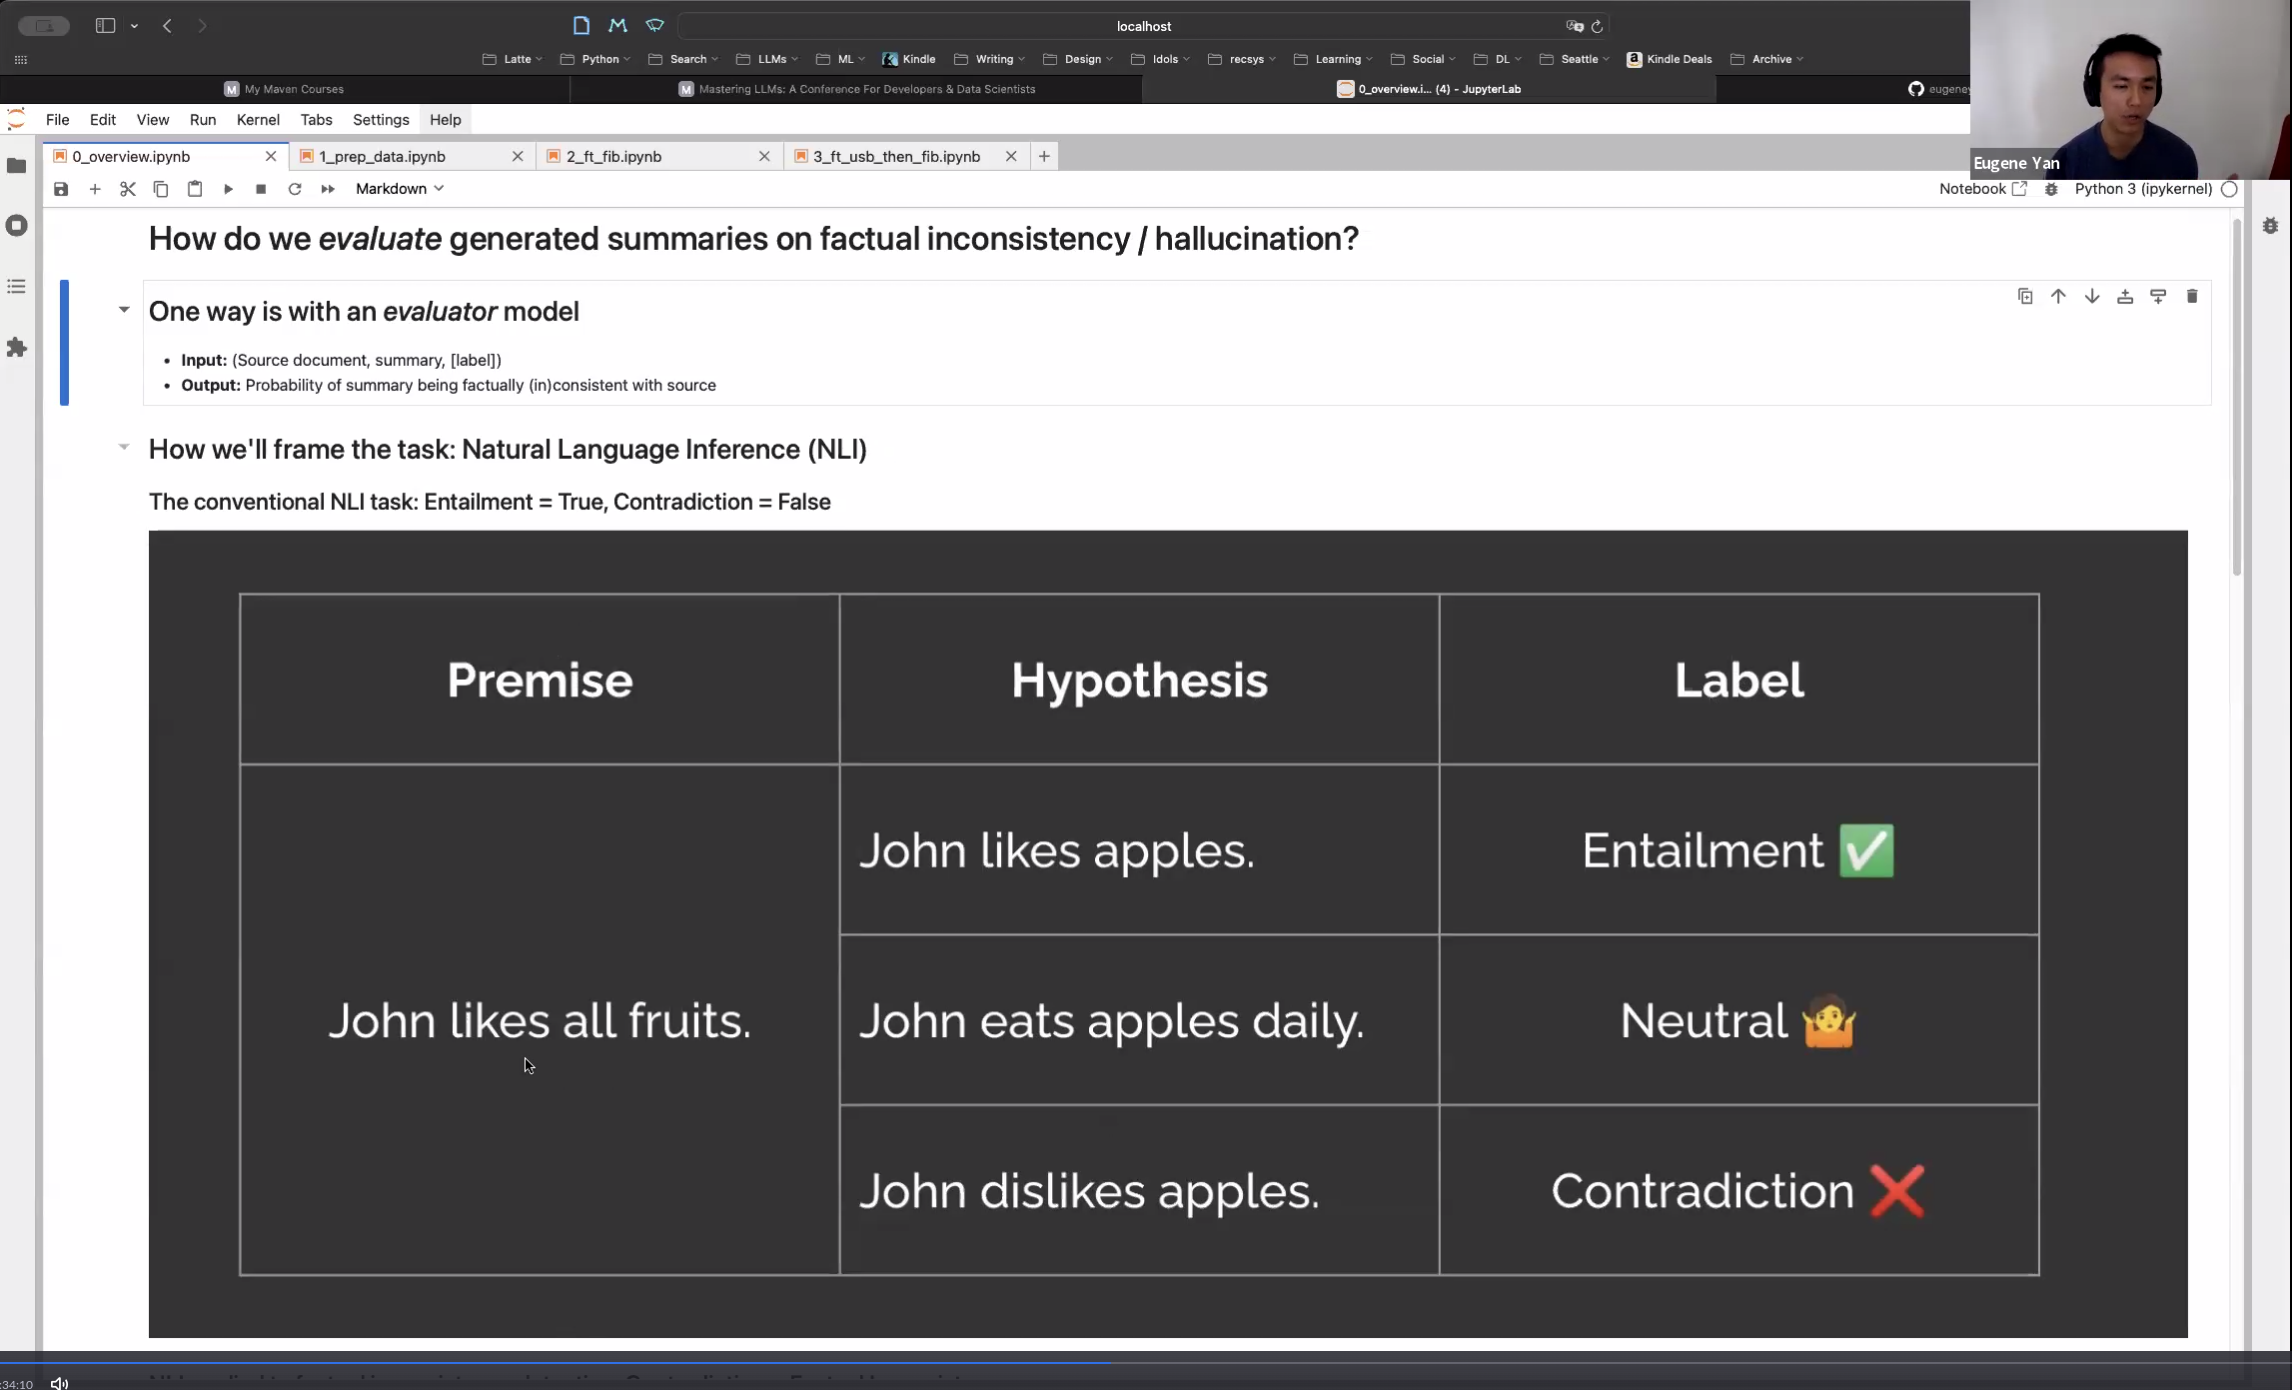 localhost
Latte
Python
Search
LLMs
ML
Kindle
Writing
Design
Idols
recsys
Learning
Social
DL
Seattle
Kindle Deals
Archive
My Maven Courses
Mastering LLMs: A Conference For Developers & Data Scientists
0_overview.i... (4) - JupyterLab
eugene
Eugene Yan
File Edit View Run Kernel Tabs Settings Help
0_overview.ipynb
1_prep_data.ipynb
2_ft_fib.ipynb
3_ft_usb_then_fib.ipynb
Markdown
Notebook
Python 3 (ipykernel)
How do we evaluate generated summaries on factual inconsistency / hallucination?
One way is with an evaluator model
• Input: (Source document, summary, [label])
• Output: Probability of summary being factually (in)consistent with source
How we'll frame the task: Natural Language Inference (NLI)
The conventional NLI task: Entailment = True, Contradiction = False
Premise
Hypothesis
Label
John likes all fruits.
John likes apples.
Entailment ✅
John eats apples daily.
Neutral 🤷
John dislikes apples.
Contradiction ❌
:34:10